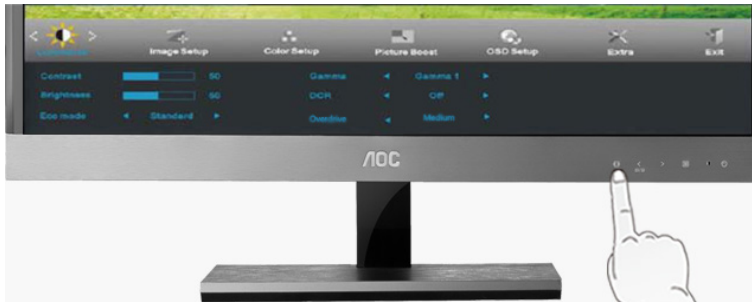 Luminance Image Setup Color Setup Picture Boost OSD Setup Extra Exit
Contrast 50 Gamma Gamma 1
Brightness 50 DCR Off
Eco mode Standard Overdrive Medium
AOC